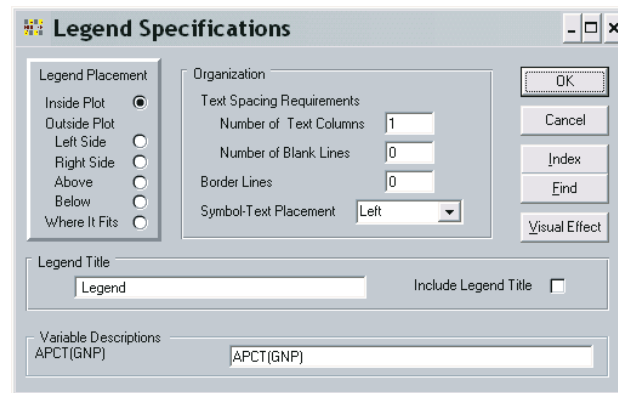 Legend Specifications
Legend Placement
Inside Plot
Outside Plot
Left Side
Right Side
Above
Below
Where It Fits
Organization
Text Spacing Requirements
Number of Text Columns 1
Number of Blank Lines 0
Border Lines 0
Symbol-Text Placement Left
OK
Cancel
Index
Find
Visual Effect
Legend Title
Legend
Include Legend Title
Variable Descriptions
APCT(GNP) APCT(GNP)